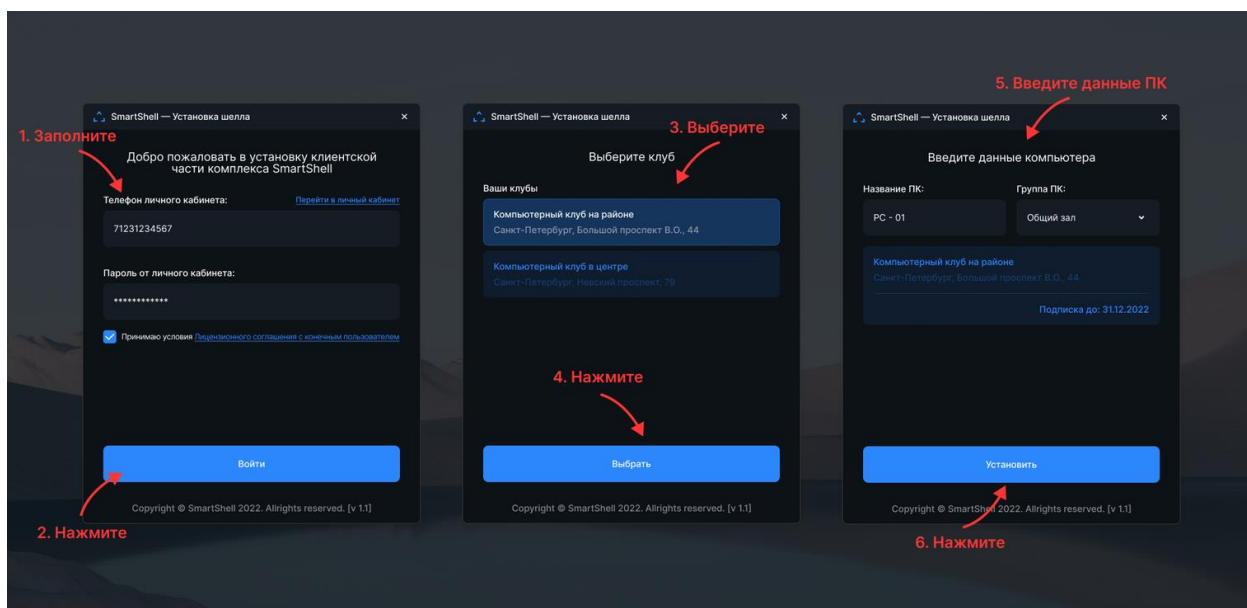 5. Введите данные ПК
SmartShell — Установка шелла
×
1. Заполните
Добро пожаловать в установку клиентской
части комплекса SmartShell
Телефон личного кабинета:
Перейти в личный кабинет
71231234567
Пароль от личного кабинета:
************
Принимаю условия Лицензионного соглашения с конечным пользователем
Войти
Copyright © SmartShell 2022. Allrights reserved. [v 1.1]
2. Нажмите
SmartShell — Установка шелла
×
3. Выберите
Выберите клуб
Ваши клубы
Компьютерный клуб на районе
Санкт-Петербург, Большой проспект В.О., 44
Компьютерный клуб в центре
Санкт-Петербург, Невский проспект, 79
4. Нажмите
Выбрать
Copyright © SmartShell 2022. Allrights reserved. [v 1.1]
SmartShell — Установка шелла
×
Введите данные компьютера
Название ПК:
Группа ПК:
PC - 01
Общий зал
Компьютерный клуб на районе
Санкт-Петербург, Большой проспект В.О., 44
Подписка до: 31.12.2022
Установить
Copyright © SmartShell 2022. Allrights reserved. [v 1.1]
6. Нажмите